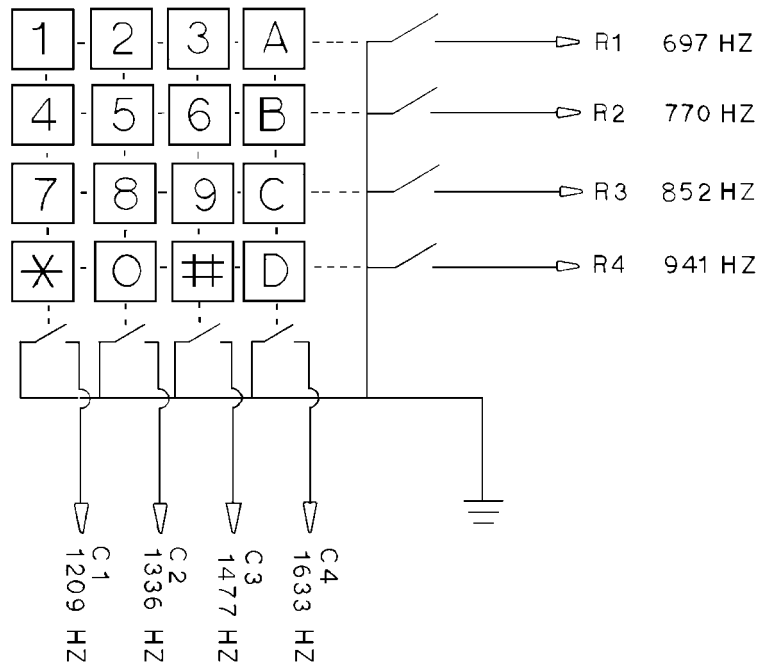 1 2 3 A R1 697 HZ
4 5 6 B R2 770 HZ
7 8 9 C R3 852 HZ
* 0 # D R4 941 HZ
C1
1209 HZ
C2
1336 HZ
C3
1477 HZ
C4
1633 HZ